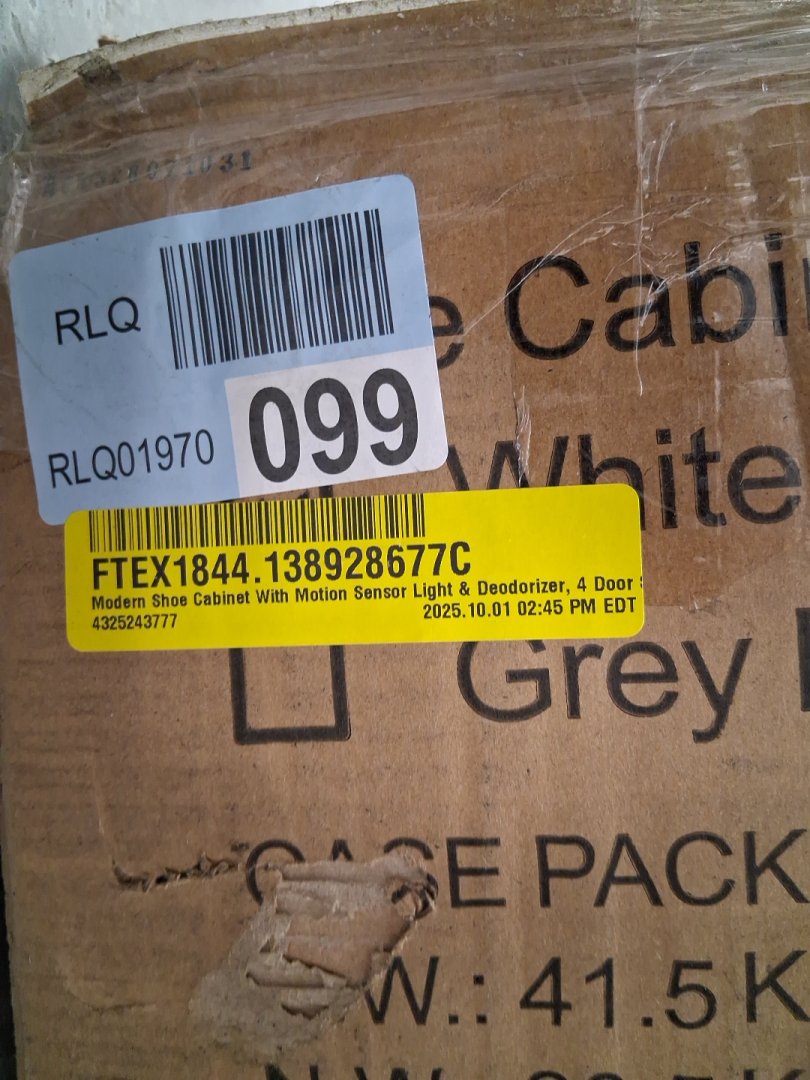 RLQ
RLQ01970
099
e Cabi
White
FTEX1844.138928677C
Modern Shoe Cabinet With Motion Sensor Light & Deodorizer, 4 Door
4325243777
2025.10.01 02:45 PM EDT
Grey
CASE PACK
W.: 41.5 K